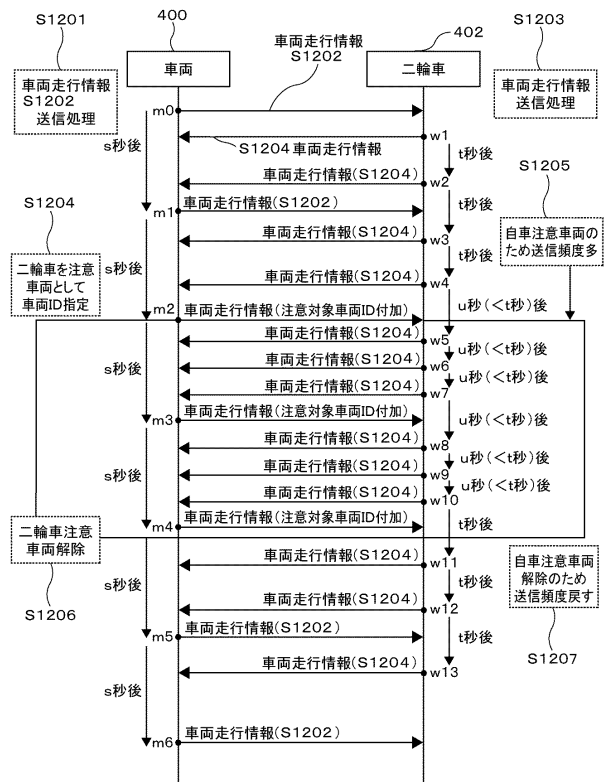 S1201
400
車両走行情報
S1202
402
S1203
車両
二輪車
車両走行情報
S1202
送信処理
車両走行情報
送信処理
m0
s秒後
w1
S1204車両走行情報
t秒後
S1205
車両走行情報(S1204)
w2
S1204
m1
車両走行情報(S1202)
t秒後
自車注意車両の
ため送信頻度多
車両走行情報(S1204)
w3
二輪車を注意
車両として
車両ID指定
s秒後
t秒後
車両走行情報(S1204)
w4
m2
車両走行情報(注意対象車両ID付加)
u秒(<t秒)後
車両走行情報(S1204)
w5
u秒(<t秒)後
s秒後
車両走行情報(S1204)
w6
u秒(<t秒)後
車両走行情報(S1204)
w7
m3
車両走行情報(注意対象車両ID付加)
u秒(<t秒)後
車両走行情報(S1204)
w8
s秒後
u秒(<t秒)後
車両走行情報(S1204)
w9
u秒(<t秒)後
車両走行情報(S1204)
w10
m4
車両走行情報(注意対象車両ID付加)
t秒後
二輪車注意
車両解除
車両走行情報(S1204)
w11
自車注意車両
解除のため
送信頻度戻す
s秒後
t秒後
S1206
車両走行情報(S1204)
w12
m5
車両走行情報(S1202)
t秒後
S1207
車両走行情報(S1204)
w13
s秒後
m6
車両走行情報(S1202)